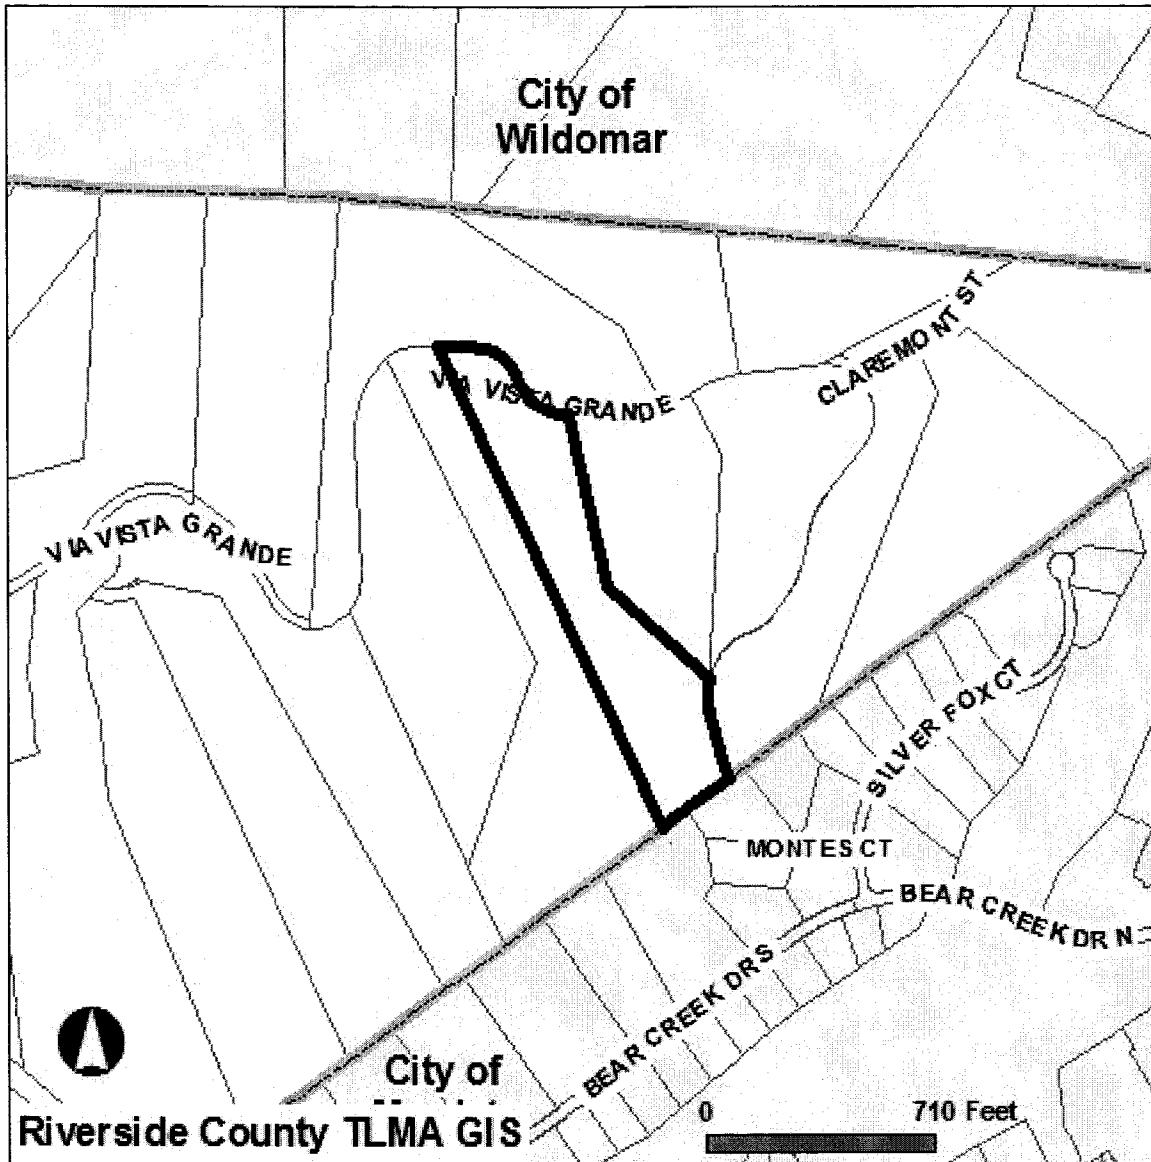 City of
Wildomar
CLAREMONT ST
VIA VISTA GRANDE
VIA VISTA GRANDE
SILVER FOX CT
MONTES CT
BEAR CREEK DR N
BEAR CREEK DR S
City of
0 710 Feet
Riverside County TLMA GIS